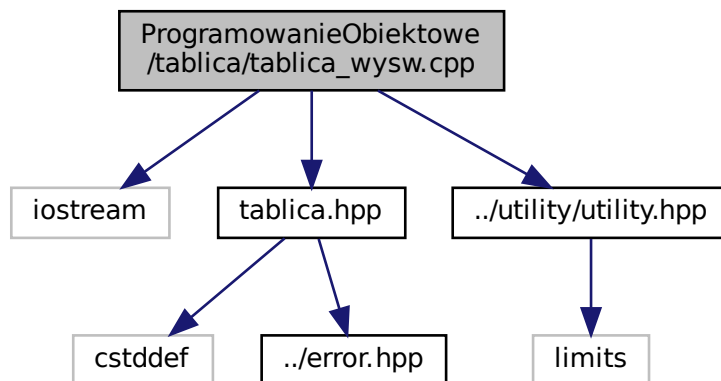 ProgramowanieObiektowe
/tablica/tablica_wysw.cpp
iostream
tablica.hpp
../utility/utility.hpp
cstddef
../error.hpp
limits